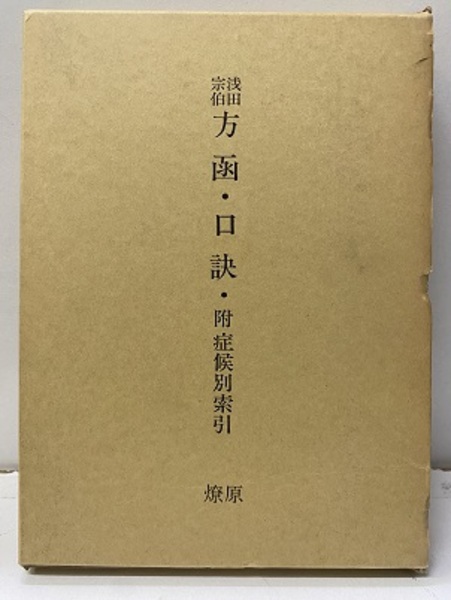 浅田
宗伯
方函・口訣・附 症候別索引
燎原